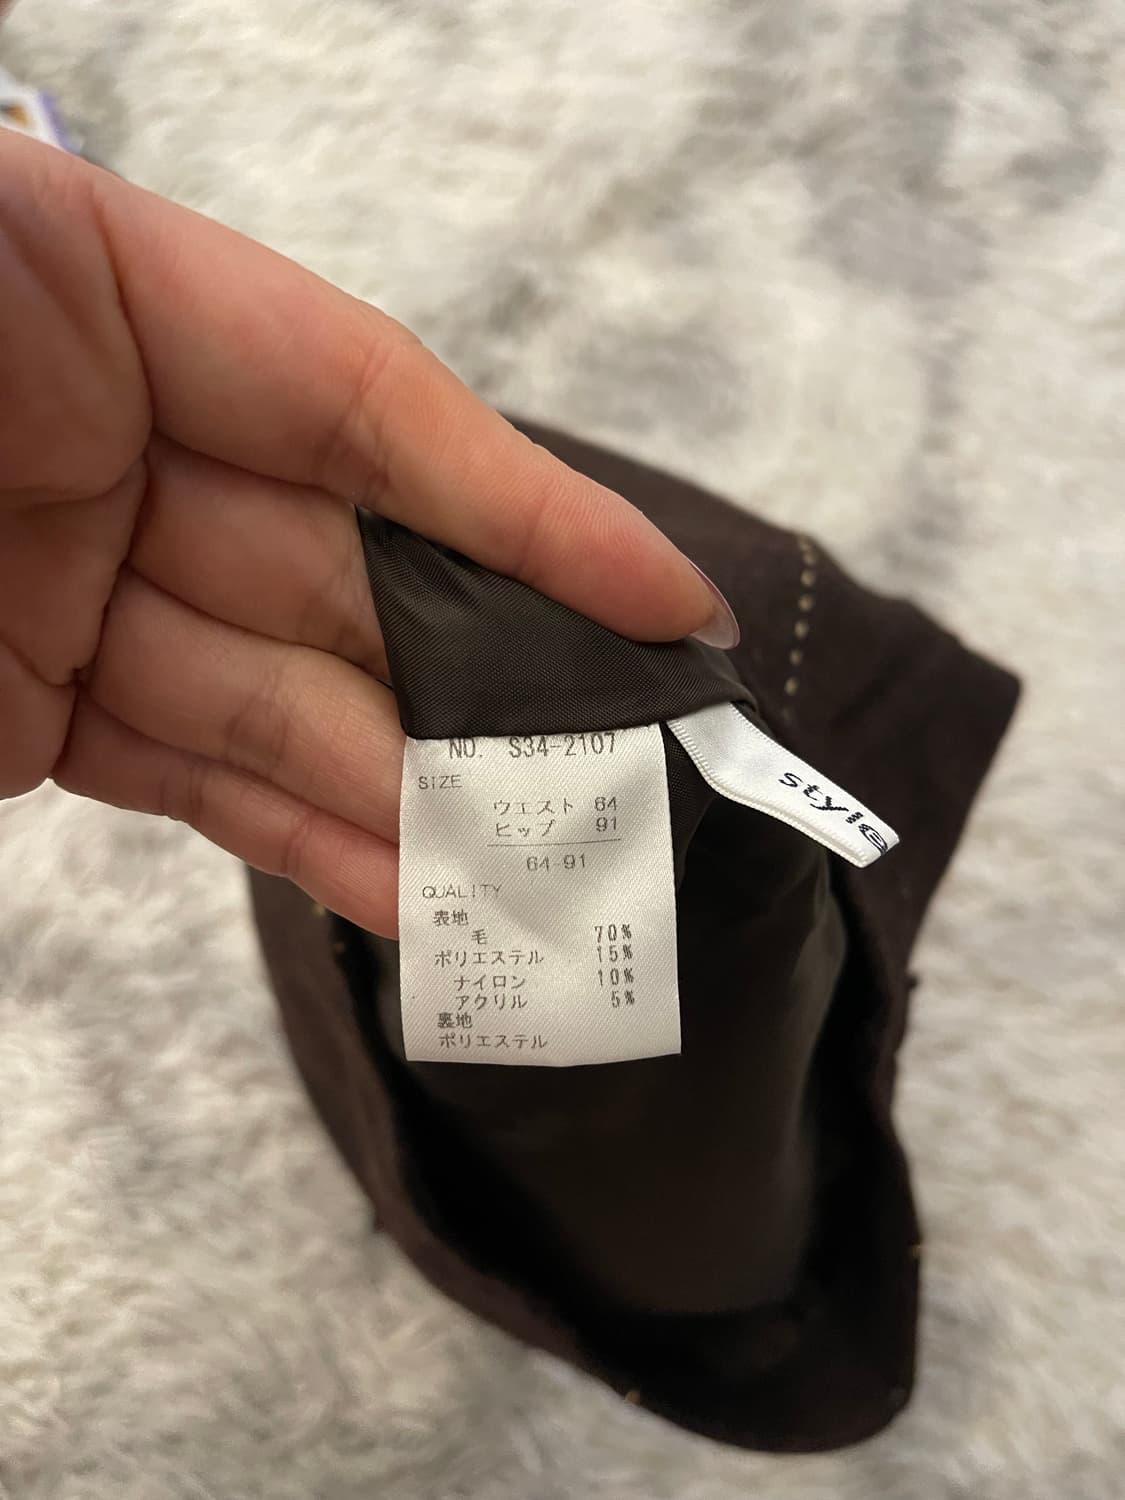 NO. S34-2107
SIZE
ウェスト 64
ヒップ 91
64-91
QUALITY
表地
毛 70%
ポリエステル 15%
ナイロン 10%
アクリル 5%
裏地
ポリエステル
style